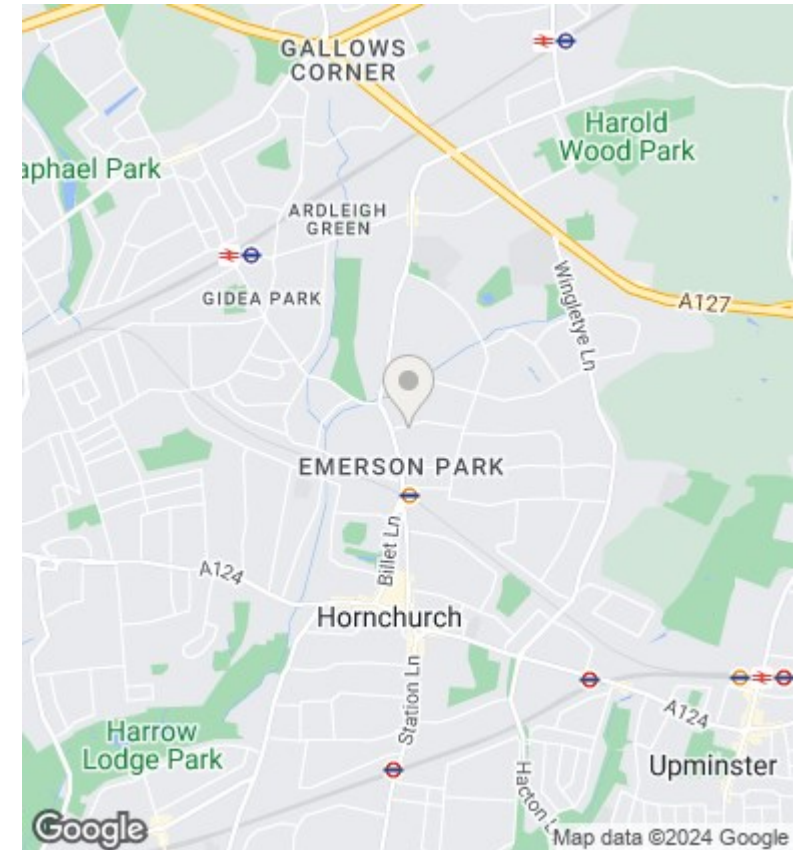 GALLOWS
CORNER
Harold
Wood Park
aphael Park
ARDLEIGH
GREEN
Wingletye Ln
GIDEA PARK
A127
EMERSON PARK
Billet Ln
A124
Hornchurch
Station Ln
A124
Harrow
Lodge Park
Upminster
Hacton L
Google
Map data ©2024 Google